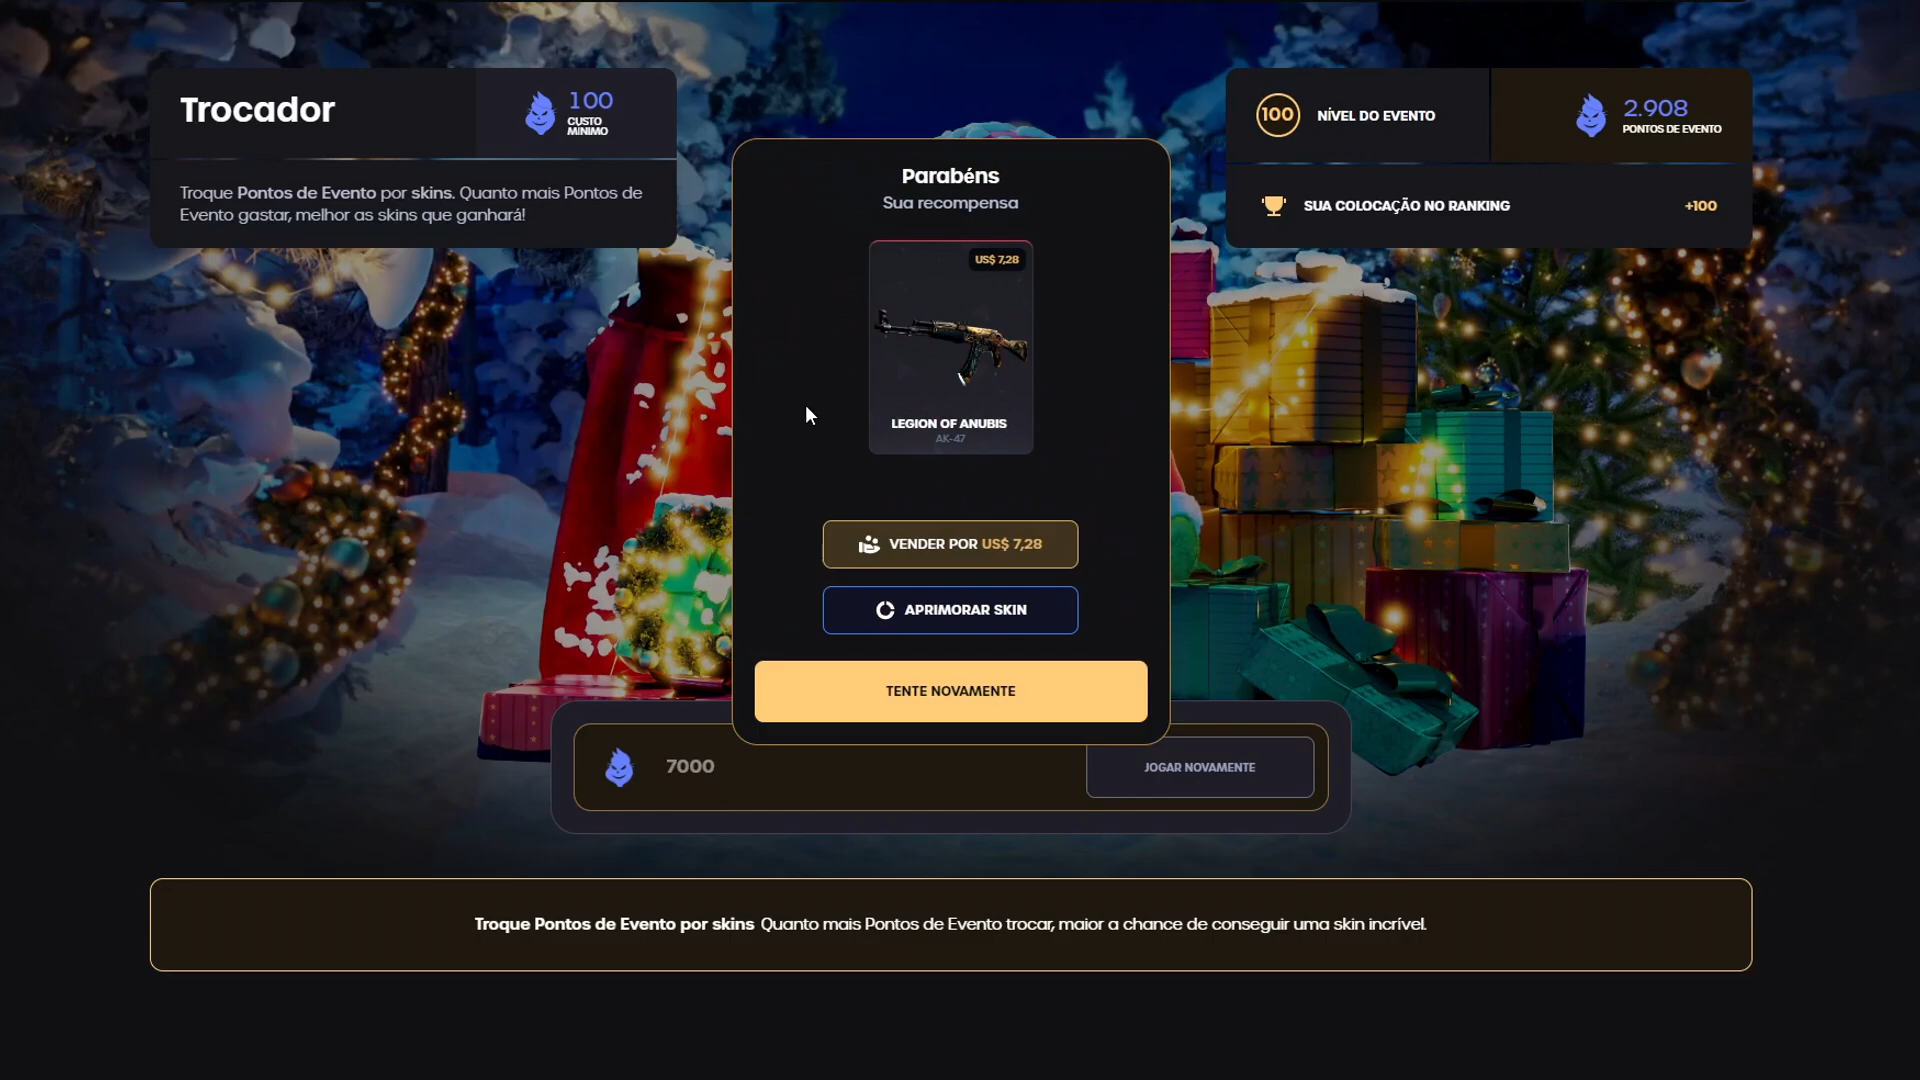 Trocador
100
CUSTO
MÍNIMO
Troque Pontos de Evento por skins. Quanto mais Pontos de
Evento gastar, melhor as skins que ganhará!
100
NÍVEL DO EVENTO
2.908
PONTOS DE EVENTO
SUA COLOCAÇÃO NO RANKING
+100
Parabéns
Sua recompensa
US$ 7,28
LEGION OF ANUBIS
AK-47
VENDER POR US$ 7,28
APRIMORAR SKIN
TENTE NOVAMENTE
7000
JOGAR NOVAMENTE
Troque Pontos de Evento por skins Quanto mais Pontos de Evento trocar, maior a chance de conseguir uma skin incrível.